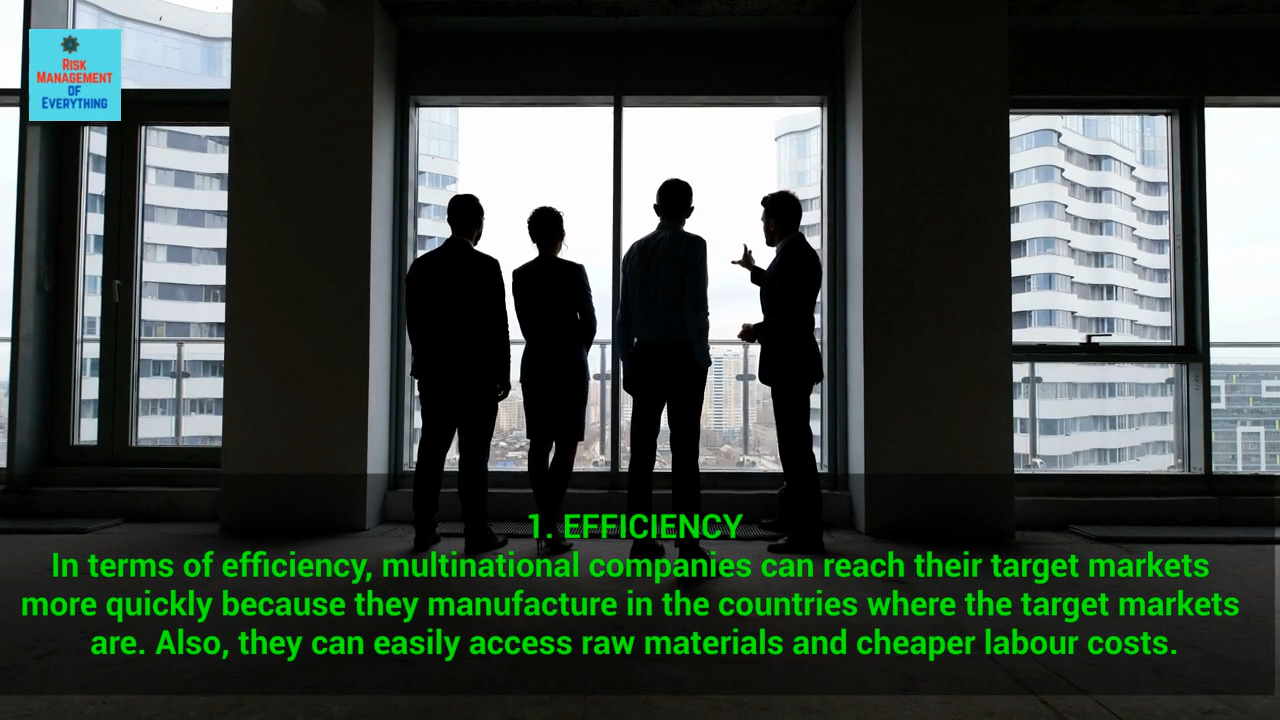 RISK
MANAGEMENT
OF
EVERYTHING
1. EFFICIENCY
In terms of efficiency, multinational companies can reach their target markets
more quickly because they manufacture in the countries where the target markets
are. Also, they can easily access raw materials and cheaper labour costs.